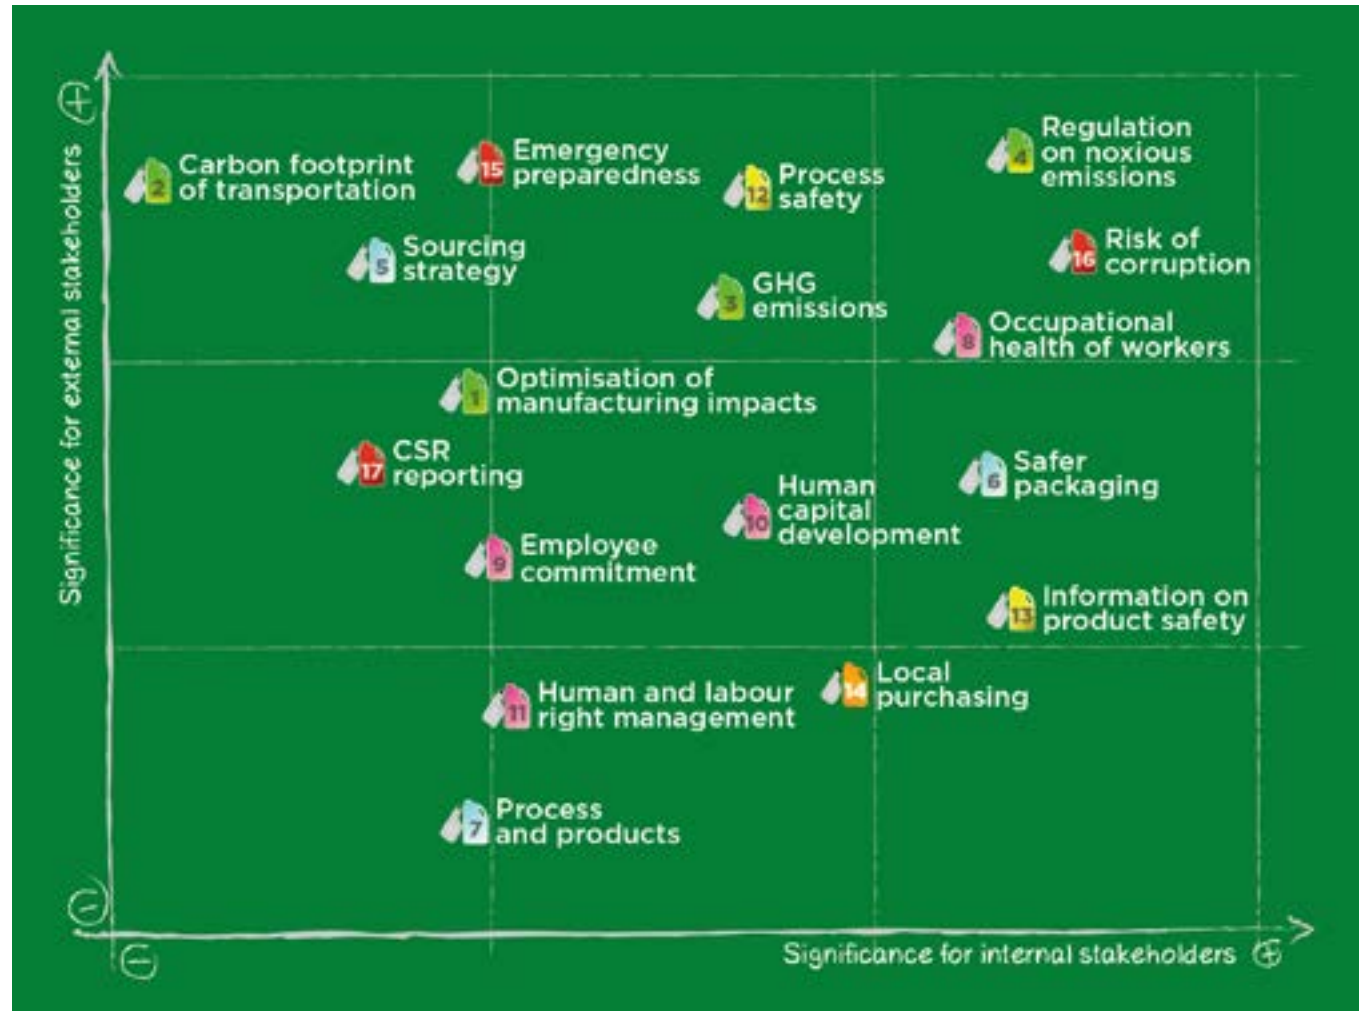 +
Significance for external stakeholders
2
Carbon footprint
of transportation
15
Emergency
preparedness
12
Process
safety
4
Regulation
on noxious
emissions
5
Sourcing
strategy
16
Risk of
corruption
3
GHG
emissions
8
Occupational
health of workers
1
Optimisation of
manufacturing impacts
17
CSR
reporting
6
Safer
packaging
10
Human
capital
development
9
Employee
commitment
13
Information on
product safety
14
Local
purchasing
11
Human and labour
right management
7
Process
and products
-
-
Significance for internal stakeholders +